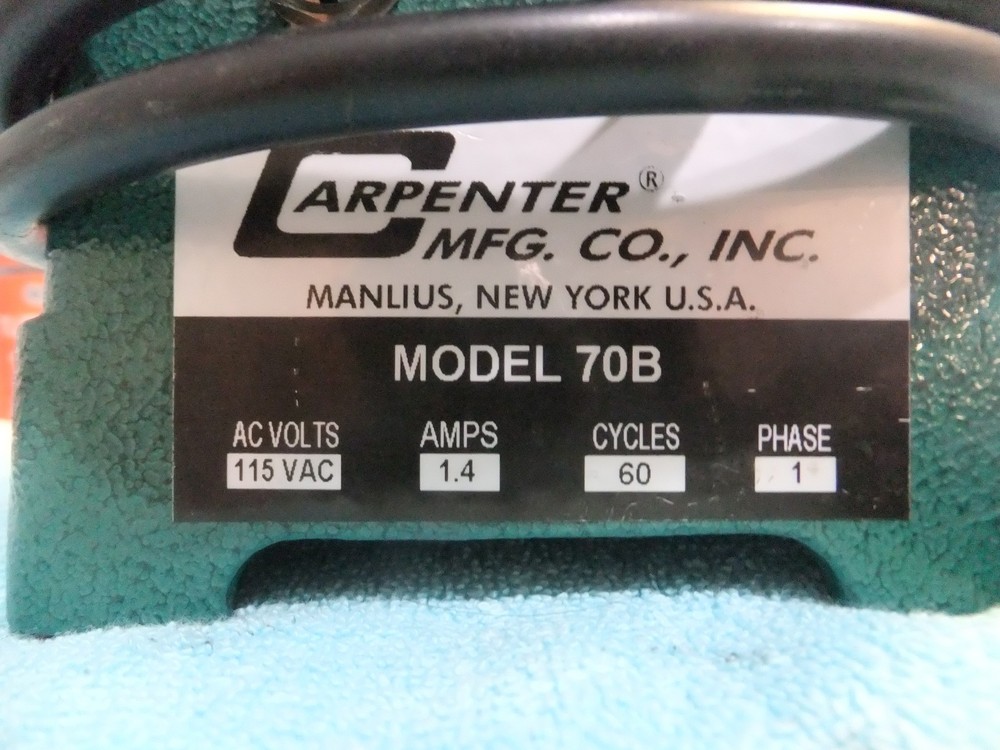 CARPENTER®
MFG. CO., INC.
MANLIUS, NEW YORK U.S.A.
MODEL 70B
AC VOLTS AMPS CYCLES PHASE
115 VAC 1.4 60 1